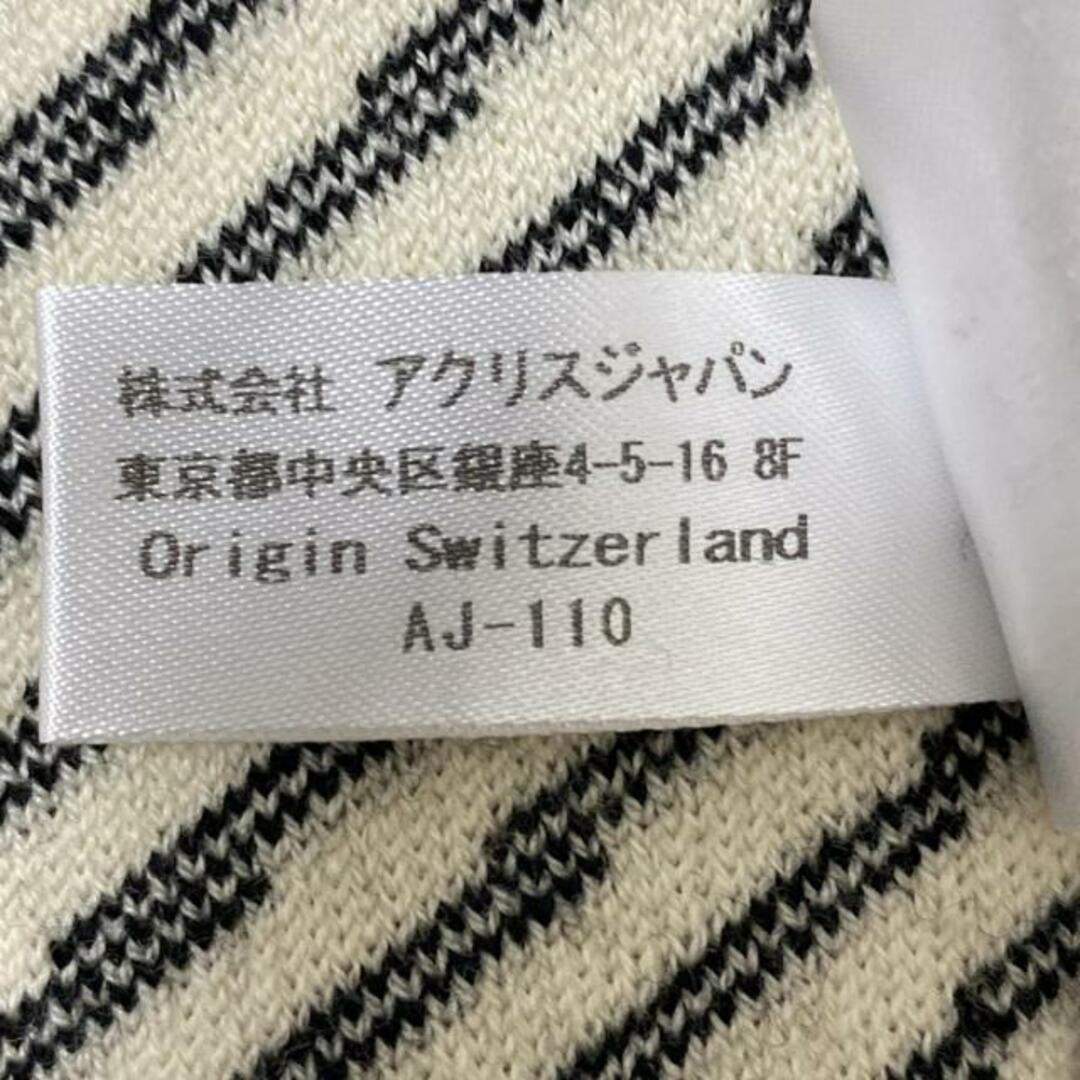 株式会社 アクリスジャパン
東京都中央区銀座4-5-16 8F
Origin Switzerland
AJ-110